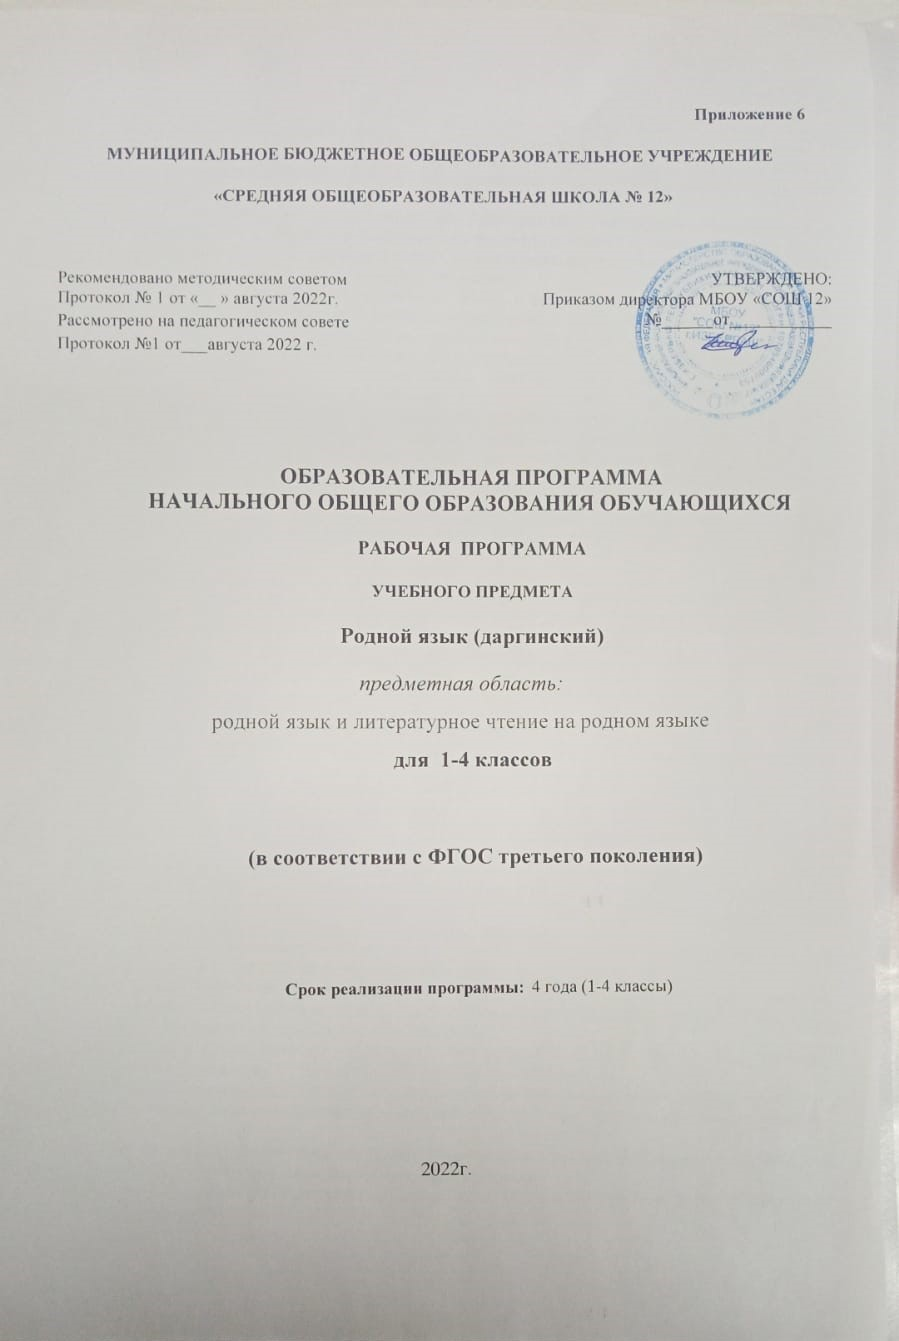 Приложение 6
МУНИЦИПАЛЬНОЕ БЮДЖЕТНОЕ ОБЩЕОБРАЗОВАТЕЛЬНОЕ УЧРЕЖДЕНИЕ
«СРЕДНЯЯ ОБЩЕОБРАЗОВАТЕЛЬНАЯ ШКОЛА № 12»
Рекомендовано методическим советом
Протокол № 1 от «__ » августа 2022г.
Рассмотрено на педагогическом совете
Протокол №1 от___августа 2022 г.
УТВЕРЖДЕНО:
Приказом директора МБОУ «СОШ 12»
№______ от____________
МБОУ
ОБРАЗОВАТЕЛЬНАЯ ПРОГРАММА
НАЧАЛЬНОГО ОБЩЕГО ОБРАЗОВАНИЯ ОБУЧАЮЩИХСЯ
РАБОЧАЯ ПРОГРАММА
УЧЕБНОГО ПРЕДМЕТА
Родной язык (даргинский)
предметная область:
родной язык и литературное чтение на родном языке
для 1-4 классов
(в соответствии с ФГОС третьего поколения)
Срок реализации программы: 4 года (1-4 классы)
2022г.